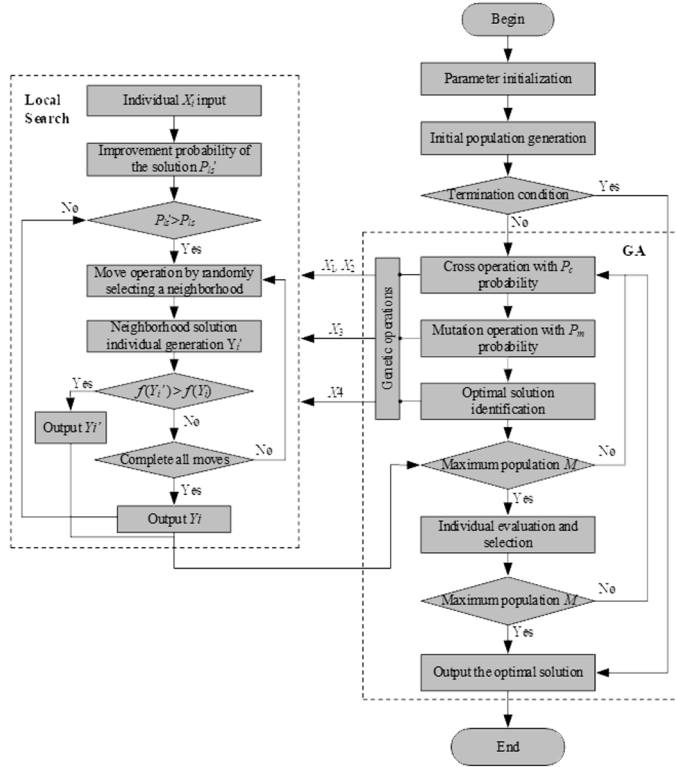 Begin
Parameter initialization
Initial population generation
Termination condition
Yes
No
Local
Search
Individual Xi input
Improvement probability of
the solution Pls'
No
Pls'>Pls
Yes
Move operation by randomly
selecting a neighborhood
Neighborhood solution
individual generation Yi'
Yes
f(Yi')>f(Yi)
Output Yi'
No
Complete all moves
No
Yes
Output Yi
X1, X2
X3
X4
Genetic operations
GA
Cross operation with Pc
probability
Mutation operation with Pm
probability
Optimal solution
identification
Maximum population M
No
Yes
Individual evaluation and
selection
Maximum population M
No
Yes
Output the optimal solution
End